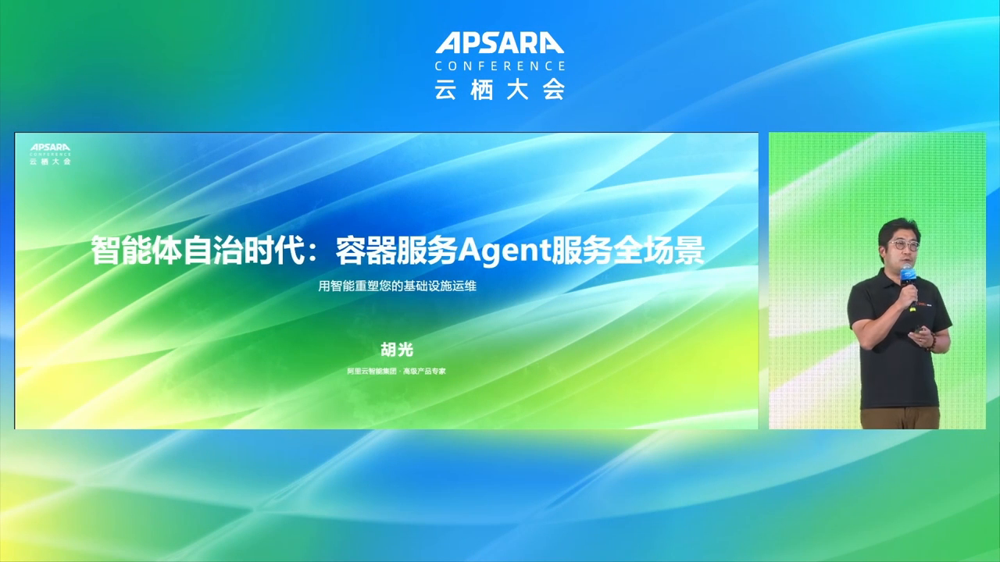 APSARA
CONFERENCE
云栖大会
APSARA
CONFERENCE
云栖大会
智能体自治时代：容器服务Agent服务全场景
用智能重塑您的基础设施运维
胡光
阿里云智能集团 · 高级产品专家